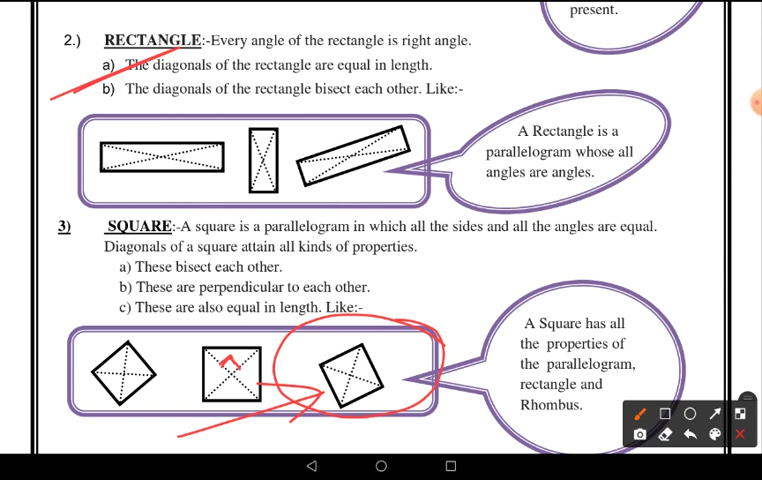 present.
2.) RECTANGLE:-Every angle of the rectangle is right angle.
a) The diagonals of the rectangle are equal in length.
b) The diagonals of the rectangle bisect each other. Like:-
A Rectangle is a
parallelogram whose all
angles are angles.
3) SQUARE:-A square is a parallelogram in which all the sides and all the angles are equal.
Diagonals of a square attain all kinds of properties.
a) These bisect each other.
b) These are perpendicular to each other.
c) These are also equal in length. Like:-
A Square has all
the properties of
the parallelogram,
rectangle and
Rhombus.